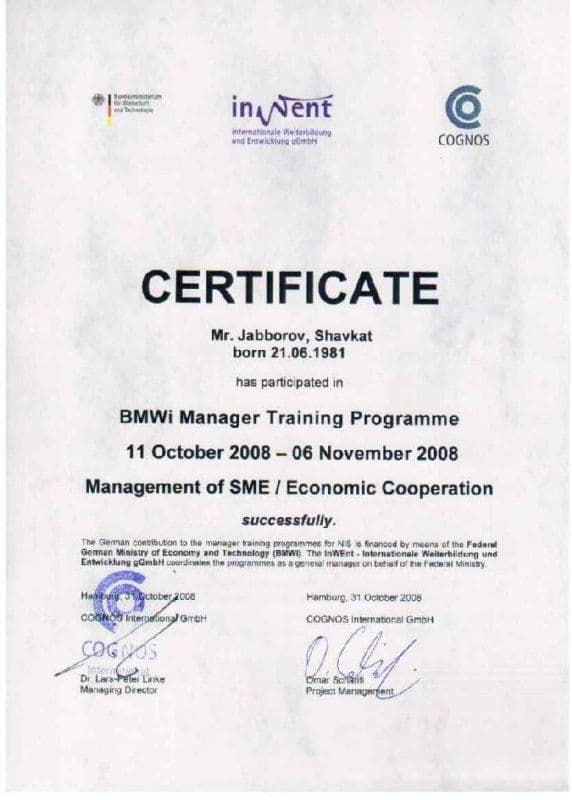 Bundesministerium
für Wirtschaft
und Technologie
inWEnt
Internationale Weiterbildung
und Entwicklung gGmbH
COGNOS
CERTIFICATE
Mr. Jabborov, Shavkat
born 21.06.1981
has participated in
BMWi Manager Training Programme
11 October 2008 – 06 November 2008
Management of SME / Economic Cooperation
successfully.
The German contribution to the manager training programmes for NIS is financed by means of the Federal
German Ministry of Economy and Technology (BMWI). The InWEnt - Internationale Weiterbildung und
Entwicklung gGmbH coordinates the programmes as a general manager on behalf of the Federal Ministry.
Hamburg, 31 October 2008
COGNOS International GmbH
COGNOS
International
Dr. Lars-Peter Linke
Managing Director
Hamburg, 31 October 2008
COGNOS International GmbH
Omar
Project Management